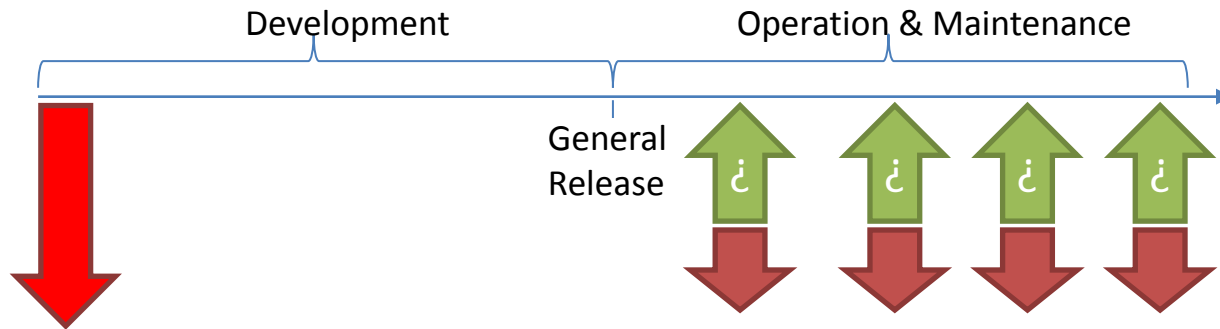 Development
Operation & Maintenance
General
Release
¿
¿
¿
¿